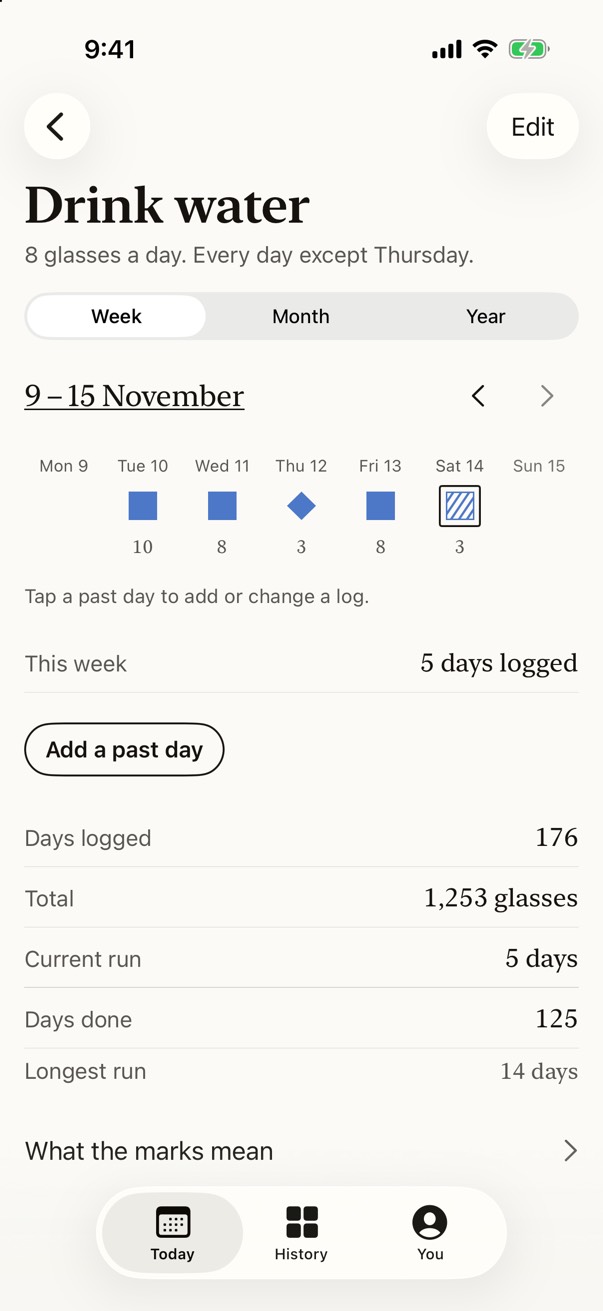 9:41
Edit
Drink water
8 glasses a day. Every day except Thursday.
Week Month Year
9 – 15 November
Mon 9 Tue 10 Wed 11 Thu 12 Fri 13 Sat 14 Sun 15
10 8 3 8 3
Tap a past day to add or change a log.
This week 5 days logged
Add a past day
Days logged 176
Total 1,253 glasses
Current run 5 days
Days done 125
Longest run 14 days
What the marks mean
Today History You